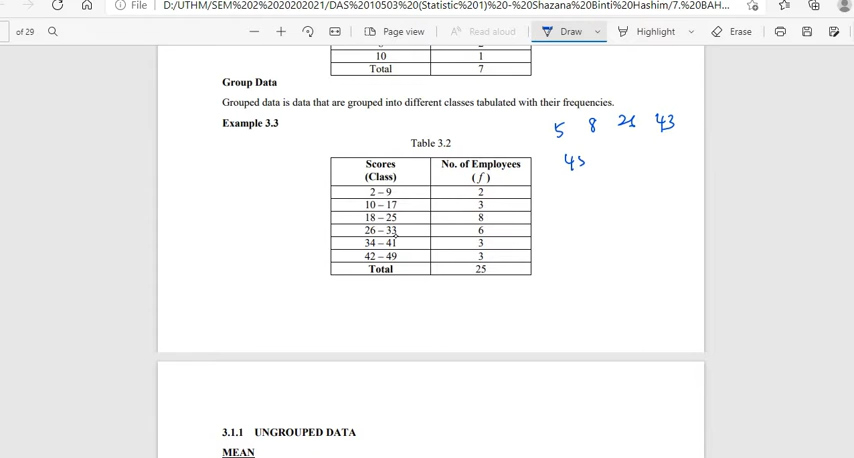 File | D:/UTHM/SEM%202%2020202021/DAS%2010503%20(Statistic%201)%20-%20Shazana%20Binti%20Hashim/7.%20BAH...
of 29 Page view Read aloud Draw Highlight Erase
10 1
Total 7
Group Data
Grouped data is data that are grouped into different classes tabulated with their frequencies.
Example 3.3
5 8 43
Table 3.2
Scores (Class) No. of Employees ( f )
2 – 9 2
10 – 17 3
18 – 25 8
26 – 33 6
34 – 41 3
42 – 49 3
Total 25
3.1.1 UNGROUPED DATA
MEAN